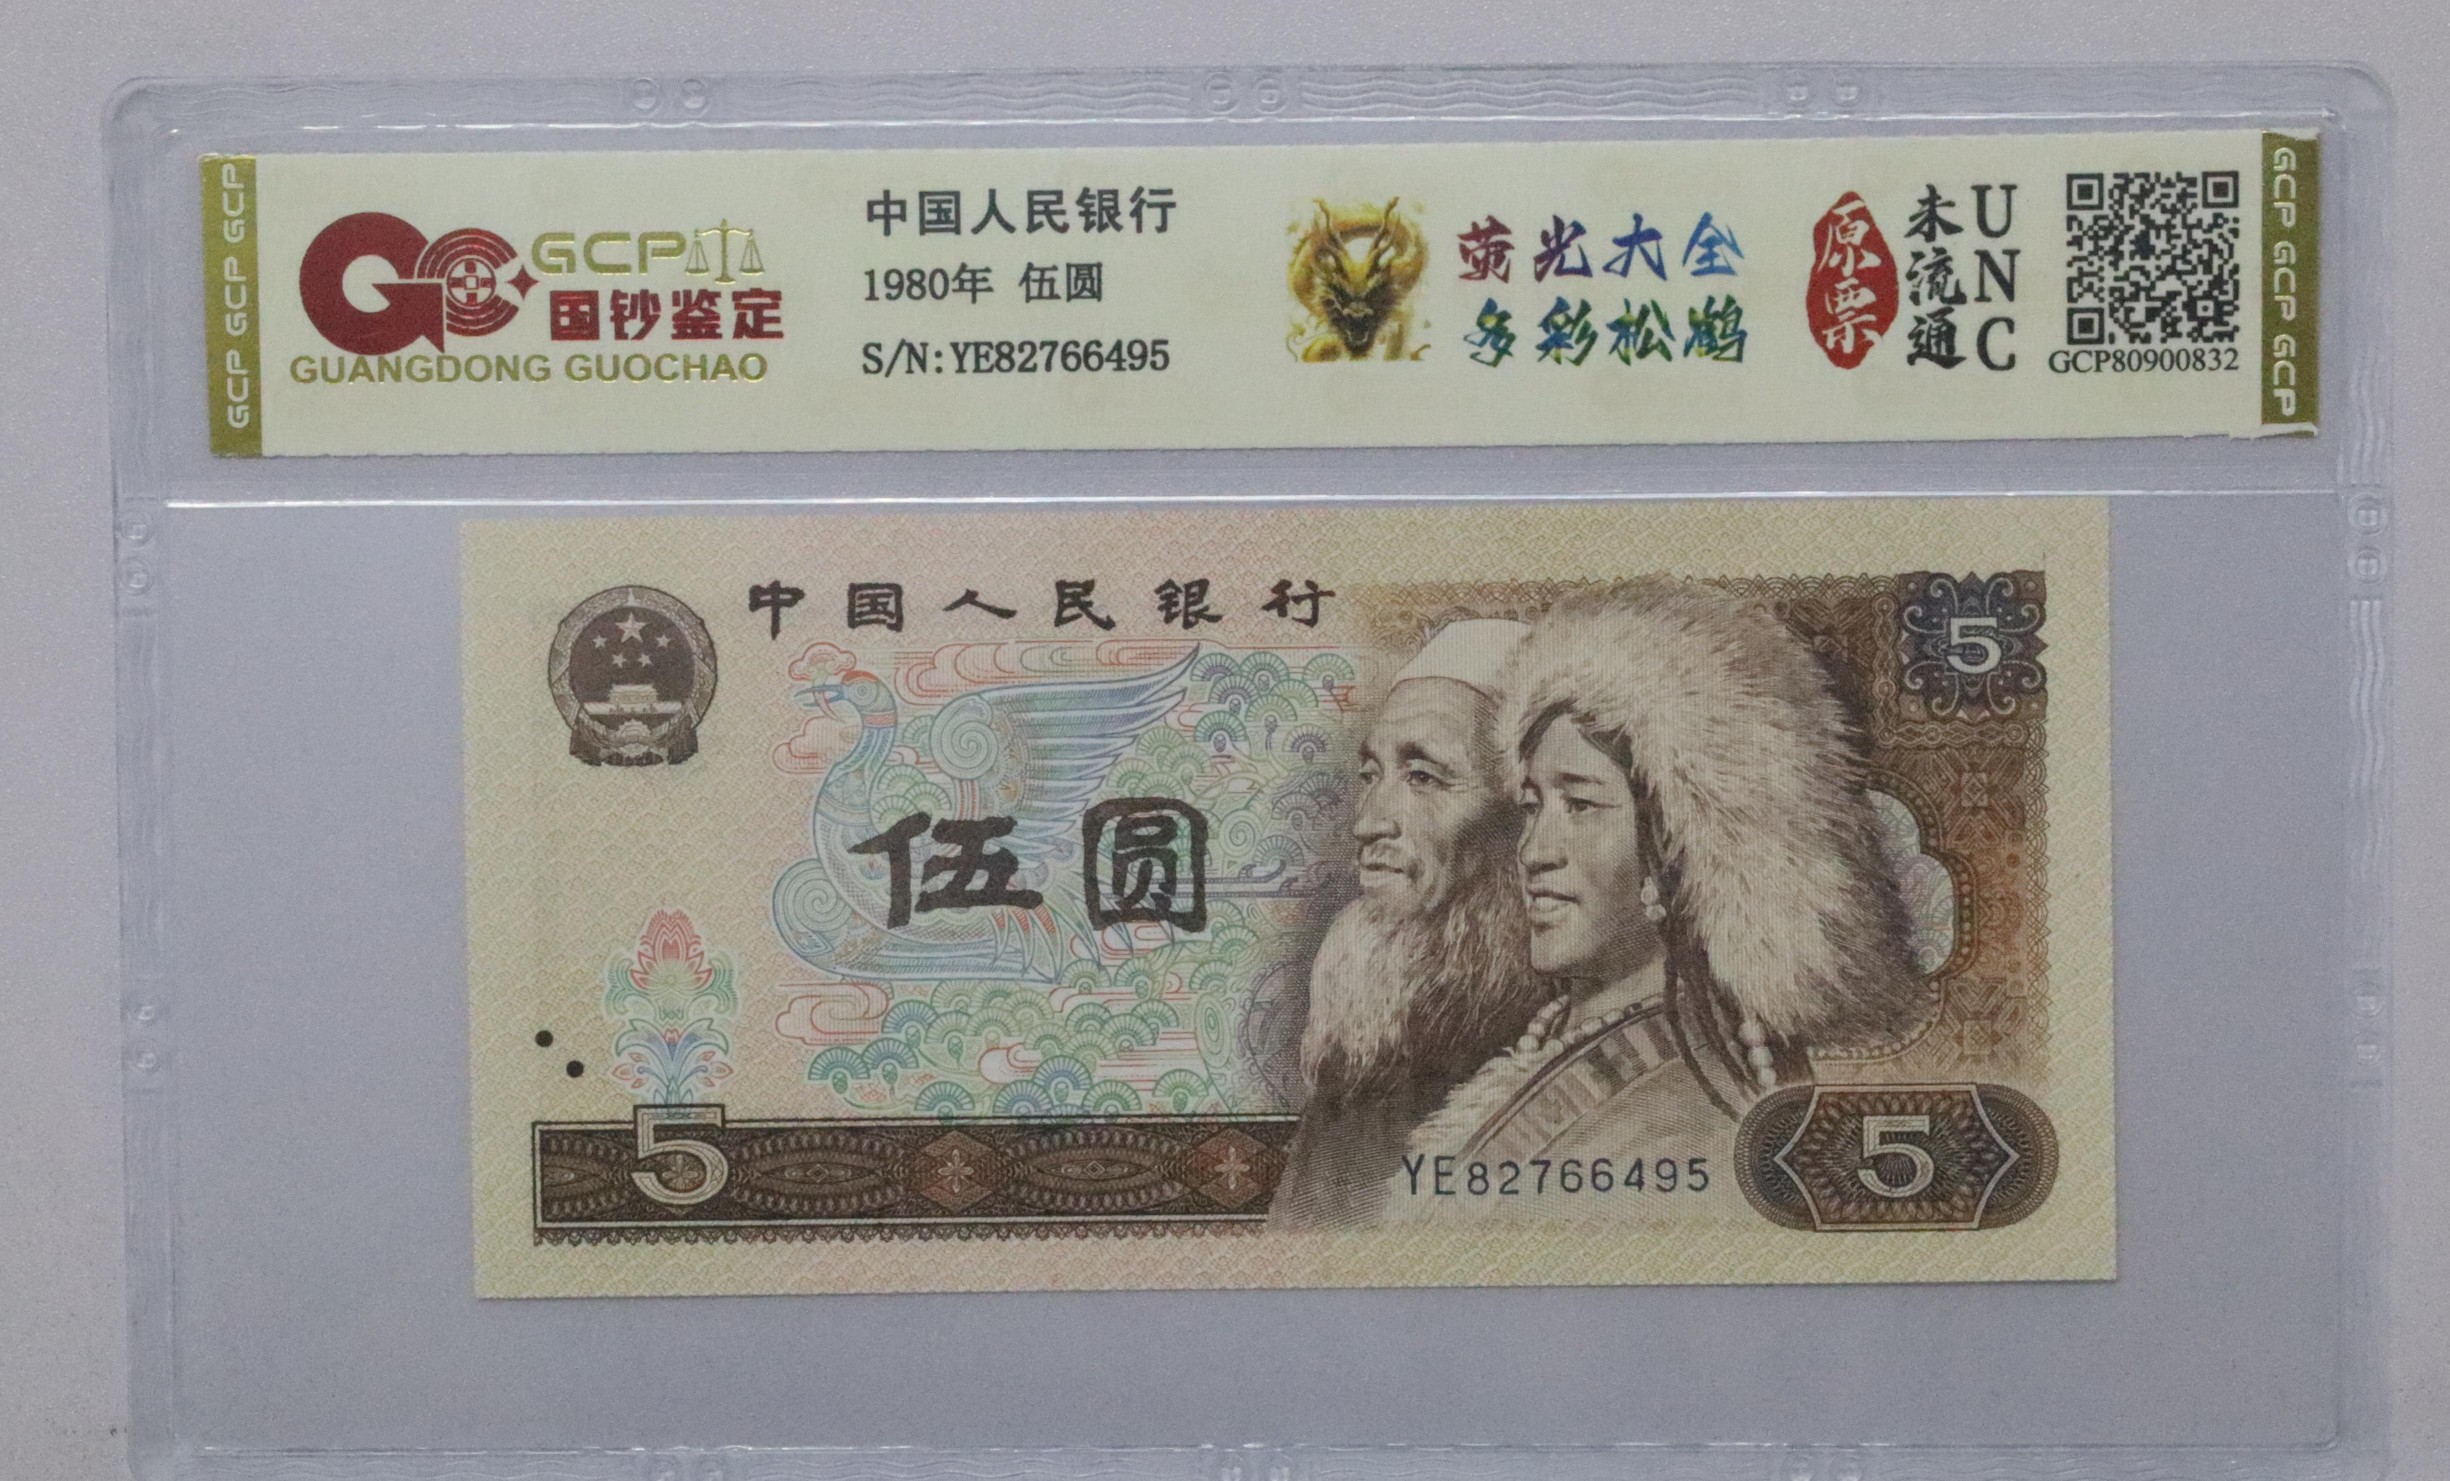 GCP GCP GCP
GCP
国钞鉴定
GUANGDONG GUOCHAO
中国人民银行
1980年 伍圆
S/N:YE82766495
荧光大全
多彩松鹤
原票
未流通
UNC
GCP80900832
GCP GCP GCP
中国人民银行
5
伍圆
5
YE82766495
5